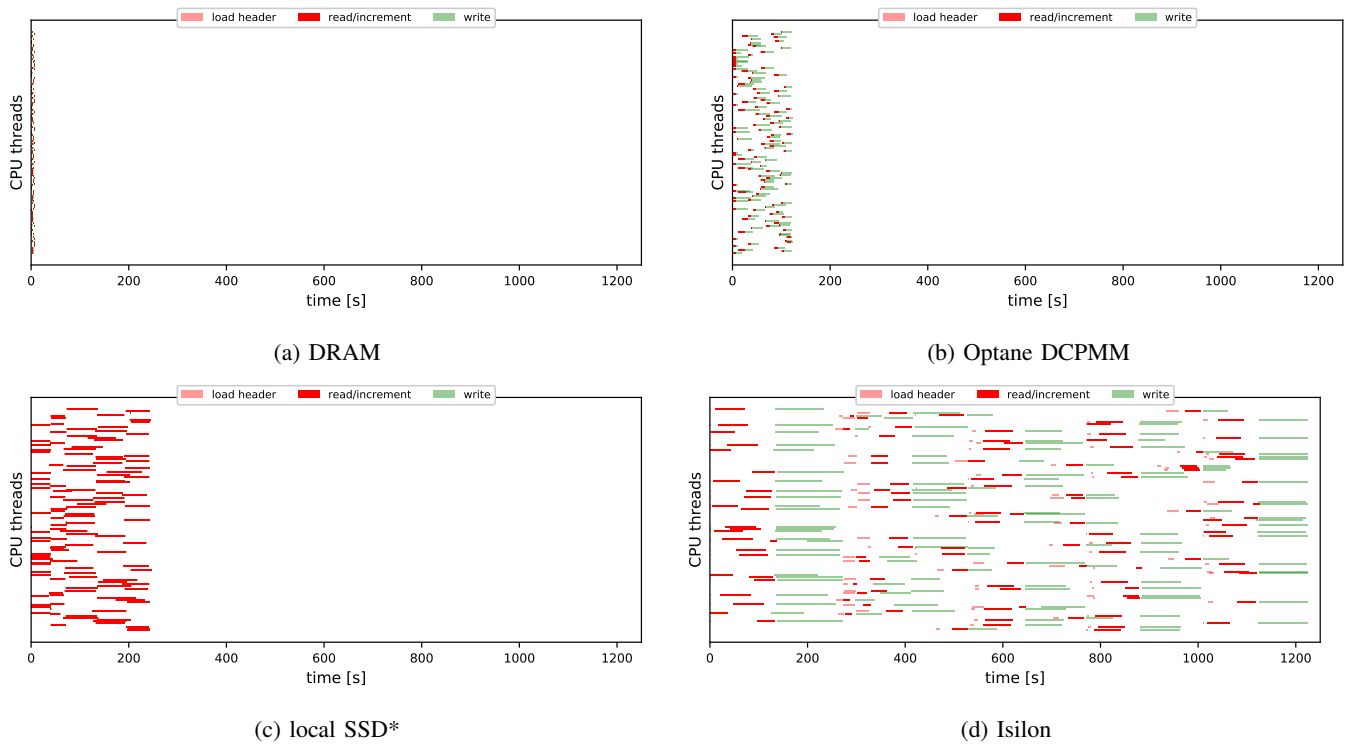 load header read/increment write
CPU threads
0 200 400 600 800 1000 1200
time [s]
(a) DRAM
load header read/increment write
CPU threads
0 200 400 600 800 1000 1200
time [s]
(b) Optane DCPMM
load header read/increment write
CPU threads
0 200 400 600 800 1000 1200
time [s]
(c) local SSD*
load header read/increment write
CPU threads
0 200 400 600 800 1000 1200
time [s]
(d) Isilon